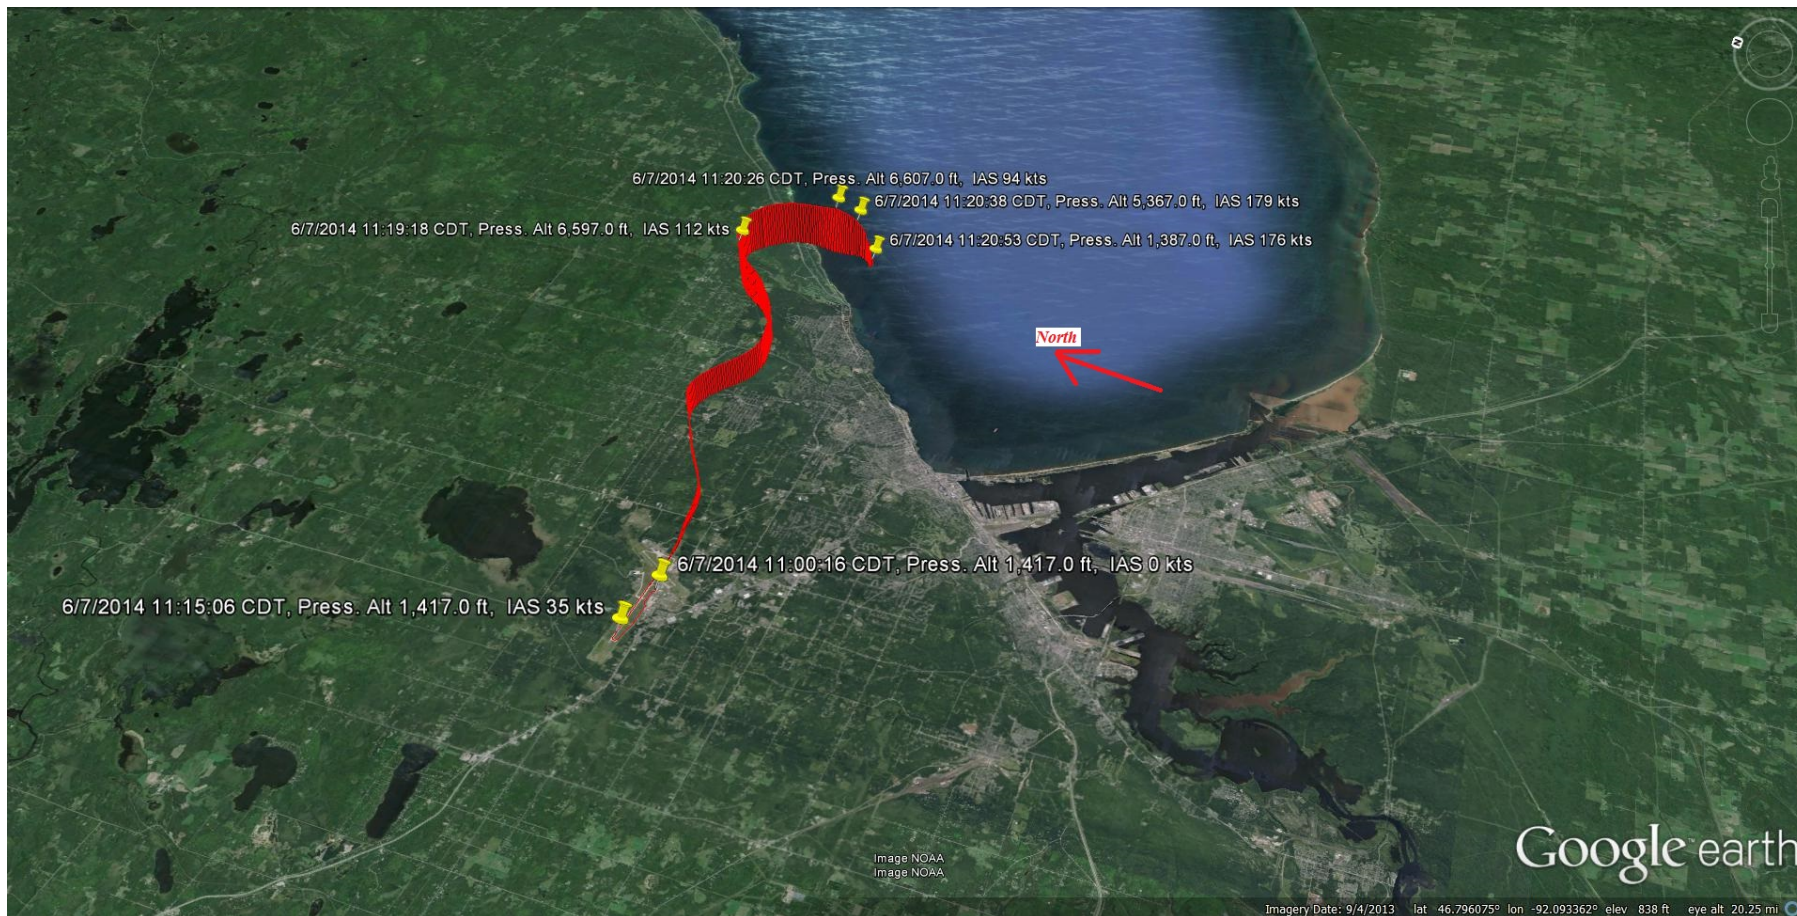 N
6/7/2014 11:20:26 CDT, Press. Alt 6,607.0 ft, IAS 94 kts
6/7/2014 11:20:38 CDT, Press. Alt 5,367.0 ft, IAS 179 kts
6/7/2014 11:19:18 CDT, Press. Alt 6,597.0 ft, IAS 112 kts
6/7/2014 11:20:53 CDT, Press. Alt 1,387.0 ft, IAS 176 kts
North
6/7/2014 11:00:16 CDT, Press. Alt 1,417.0 ft, IAS 0 kts
6/7/2014 11:15:06 CDT, Press. Alt 1,417.0 ft, IAS 35 kts
Google earth
Image NOAA
Image NOAA
Imagery Date: 9/4/2013 lat 46.796075° lon -92.093362° elev 838 ft eye alt 20.25 mi